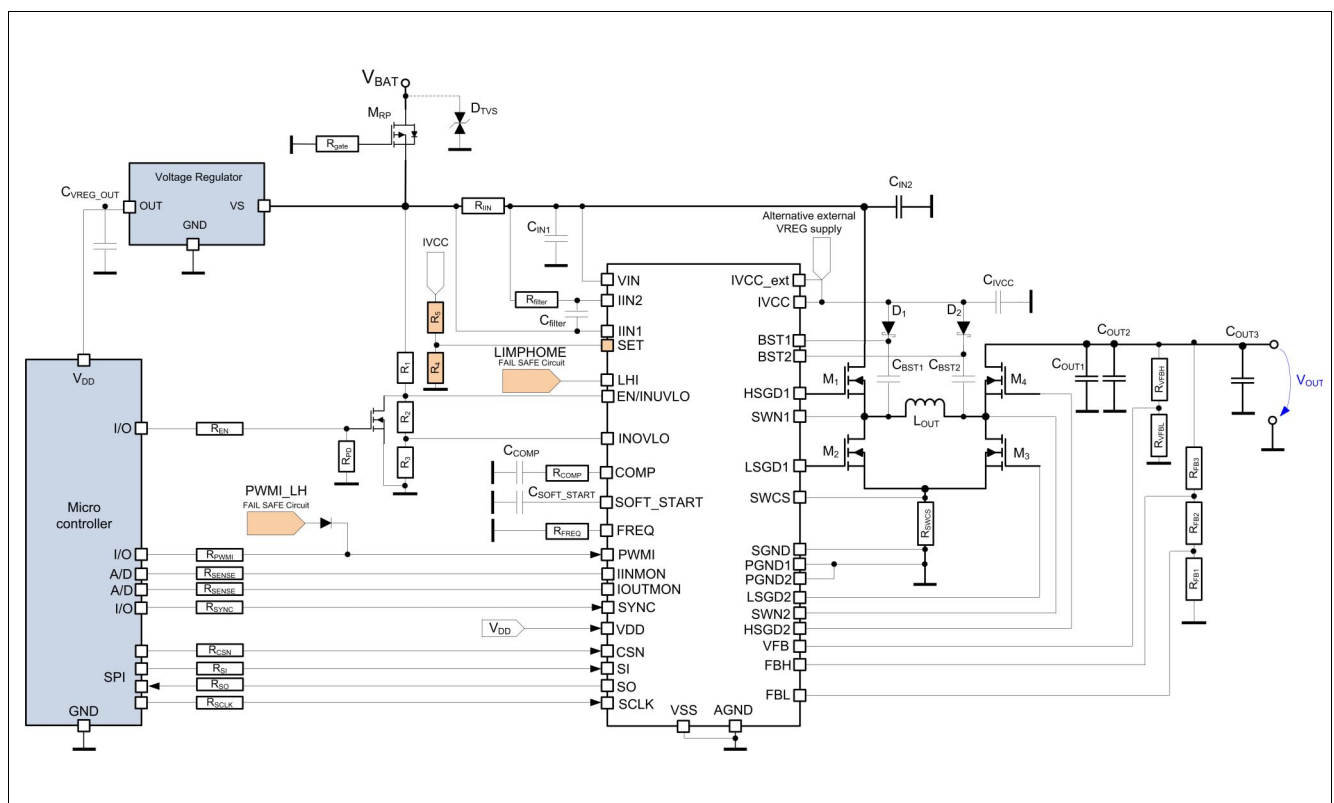 VBAT
MRP
DTVS
Rgate
Voltage Regulator
CVREG_OUT
OUT
VS
GND
RIIN
CIN1
CIN2
Alternative external
VREG supply
IVCC
R5
R4
Rfilter
Cfilter
VIN
IIN2
IIN1
SET
LHI
EN/INUVLO
INOVLO
COMP
SOFT_START
FREQ
PWMI
IINMON
IOUTMON
SYNC
VDD
CSN
SI
SO
SCLK
VSS
AGND
IVCC_ext
IVCC
BST1
BST2
HSGD1
SWN1
LSGD1
SWCS
SGND
PGND1
PGND2
LSGD2
SWN2
HSGD2
VFB
FBH
FBL
LIMPHOME
FAIL SAFE Circuit
R1
R2
R3
VDD
I/O
REN
RPD
CCOMP
RCOMP
CSOFT_START
RFREQ
PWMI_LH
FAIL SAFE Circuit
Micro
controller
I/O
RPWMI
A/D
RSENSE
A/D
RSENSE
I/O
RSYNC
VDD
RCSN
RSI
SPI
RSO
RSCLK
GND
CIVCC
D1
D2
CBST1
CBST2
M1
M4
LOUT
M2
M3
RSWCS
COUT1
COUT2
COUT3
RVFBH
RVFBL
RFB3
RFB2
RFB1
VOUT